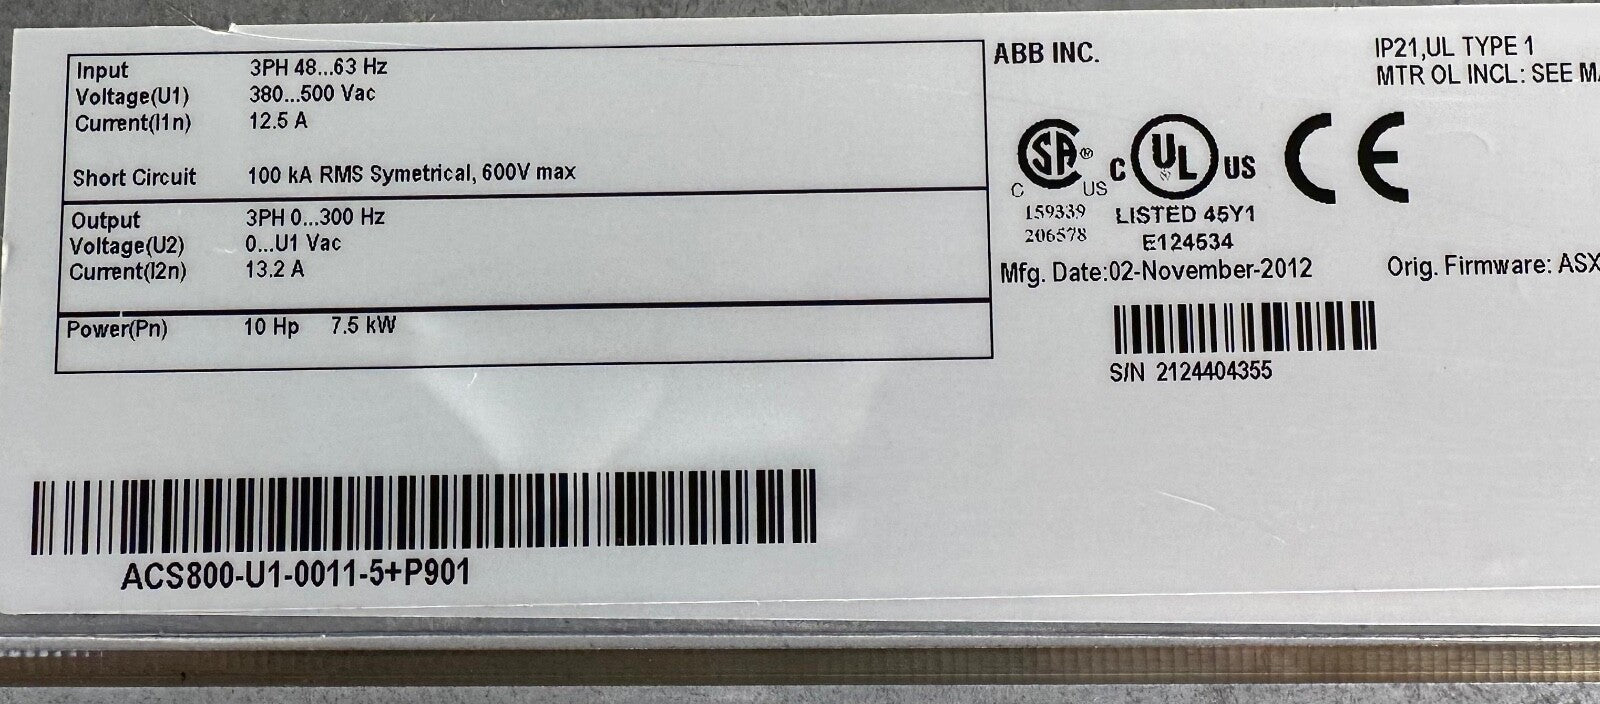 Input 3PH 48...63 Hz
Voltage(U1) 380...500 Vac
Current(I1n) 12.5 A
Short Circuit 100 kA RMS Symetrical, 600V max
Output 3PH 0...300 Hz
Voltage(U2) 0...U1 Vac
Current(I2n) 13.2 A
Power(Pn) 10 Hp 7.5 kW
ACS800-U1-0011-5+P901
ABB INC.
IP21,UL TYPE 1
MTR OL INCL: SEE
SA ®
C US
159339
206578
C UL US
LISTED 45Y1
E124534
CE
Mfg. Date:02-November-2012
Orig. Firmware: ASX
S/N 2124404355